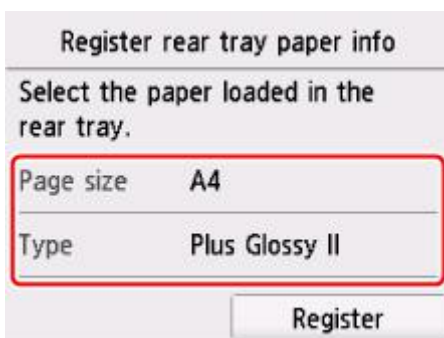 Register rear tray paper info
Select the paper loaded in the
rear tray.
Page size A4
Type Plus Glossy II
Register